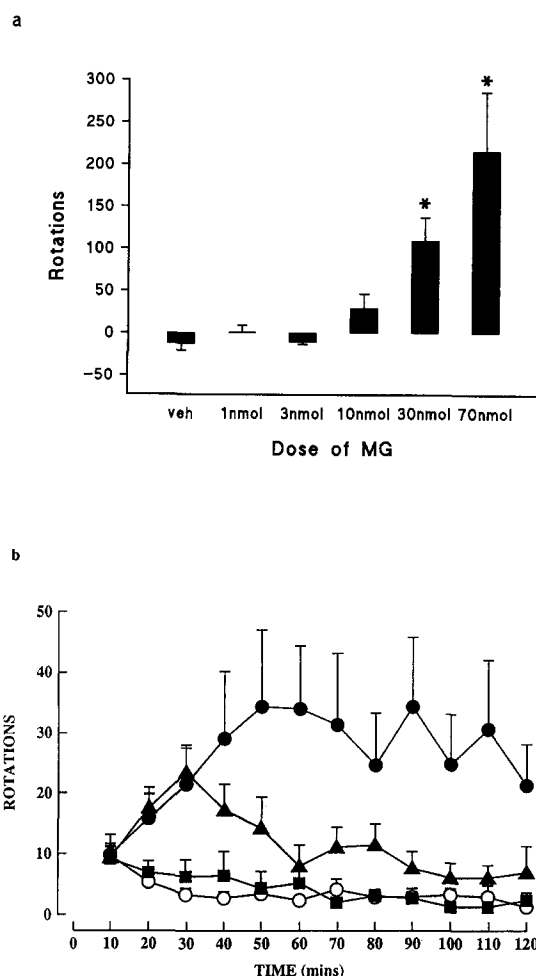 a
300
250
200
150
100
50
0
-50
Rotations
*
*
veh 1nmol 3nmol 10nmol 30nmol 70nmol
Dose of MG
b
50
40
30
20
10
0
ROTATIONS
0 10 20 30 40 50 60 70 80 90 100 110 120
TIME (mins)